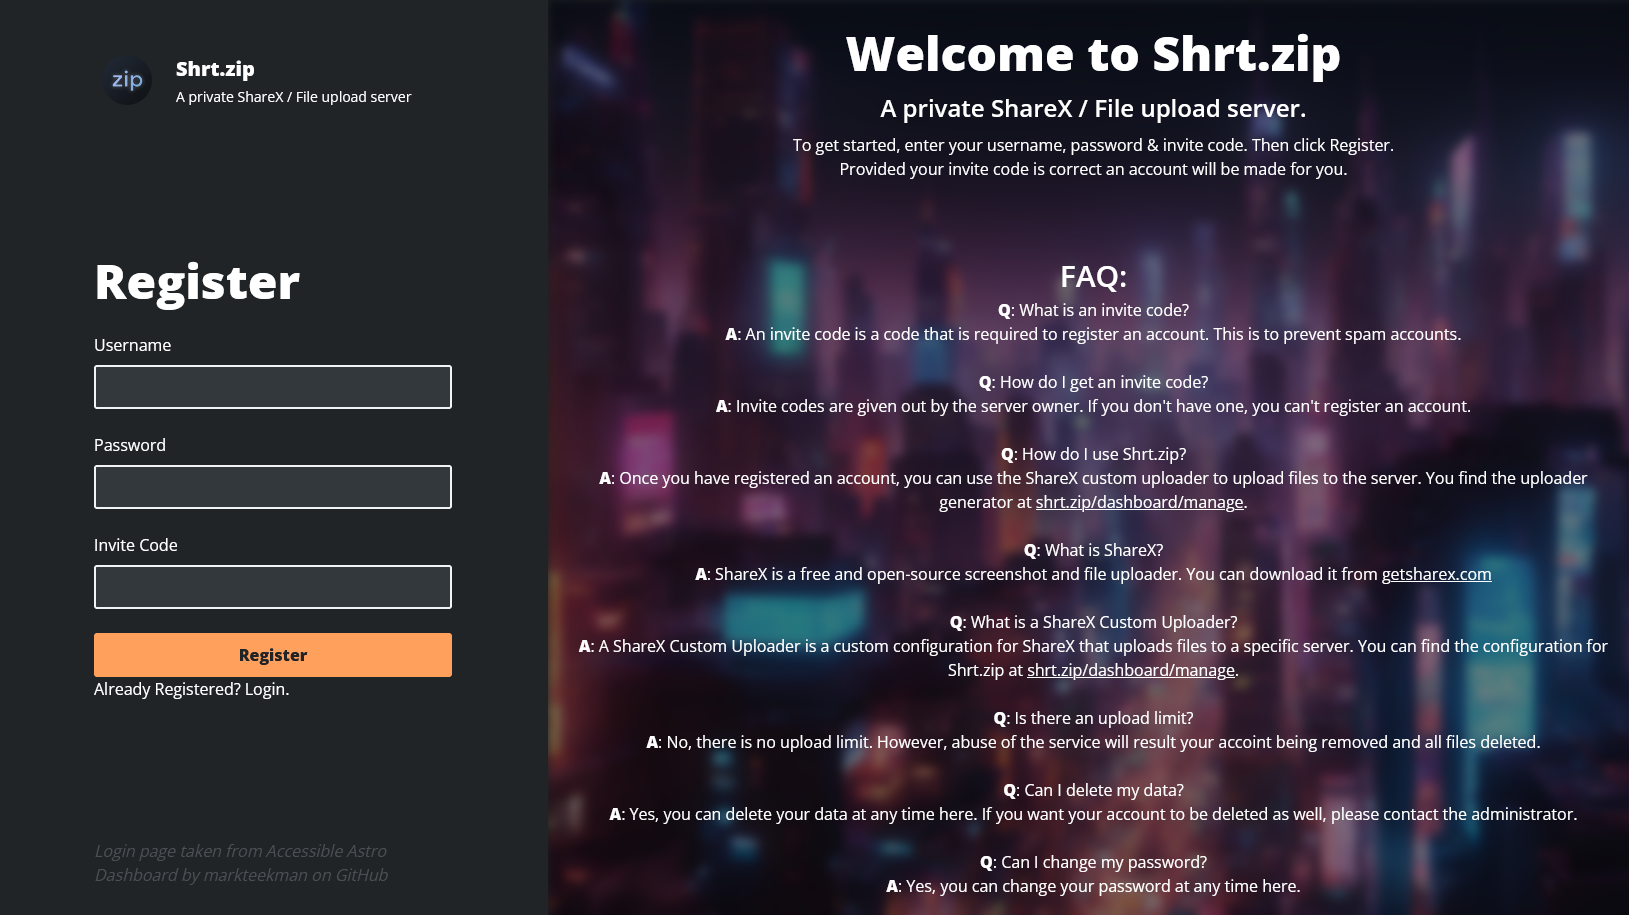 zip
Shrt.zip
A private ShareX / File upload server
Register
Username
Password
Invite Code
Register
Already Registered? Login.
Login page taken from Accessible Astro
Dashboard by markteekman on GitHub
Welcome to Shrt.zip
A private ShareX / File upload server.
To get started, enter your username, password & invite code. Then click Register.
Provided your invite code is correct an account will be made for you.
FAQ:
Q: What is an invite code?
A: An invite code is a code that is required to register an account. This is to prevent spam accounts.
Q: How do I get an invite code?
A: Invite codes are given out by the server owner. If you don't have one, you can't register an account.
Q: How do I use Shrt.zip?
A: Once you have registered an account, you can use the ShareX custom uploader to upload files to the server. You find the uploader
generator at shrt.zip/dashboard/manage.
Q: What is ShareX?
A: ShareX is a free and open-source screenshot and file uploader. You can download it from getsharex.com
Q: What is a ShareX Custom Uploader?
A: A ShareX Custom Uploader is a custom configuration for ShareX that uploads files to a specific server. You can find the configuration for
Shrt.zip at shrt.zip/dashboard/manage.
Q: Is there an upload limit?
A: No, there is no upload limit. However, abuse of the service will result your accoint being removed and all files deleted.
Q: Can I delete my data?
A: Yes, you can delete your data at any time here. If you want your account to be deleted as well, please contact the administrator.
Q: Can I change my password?
A: Yes, you can change your password at any time here.